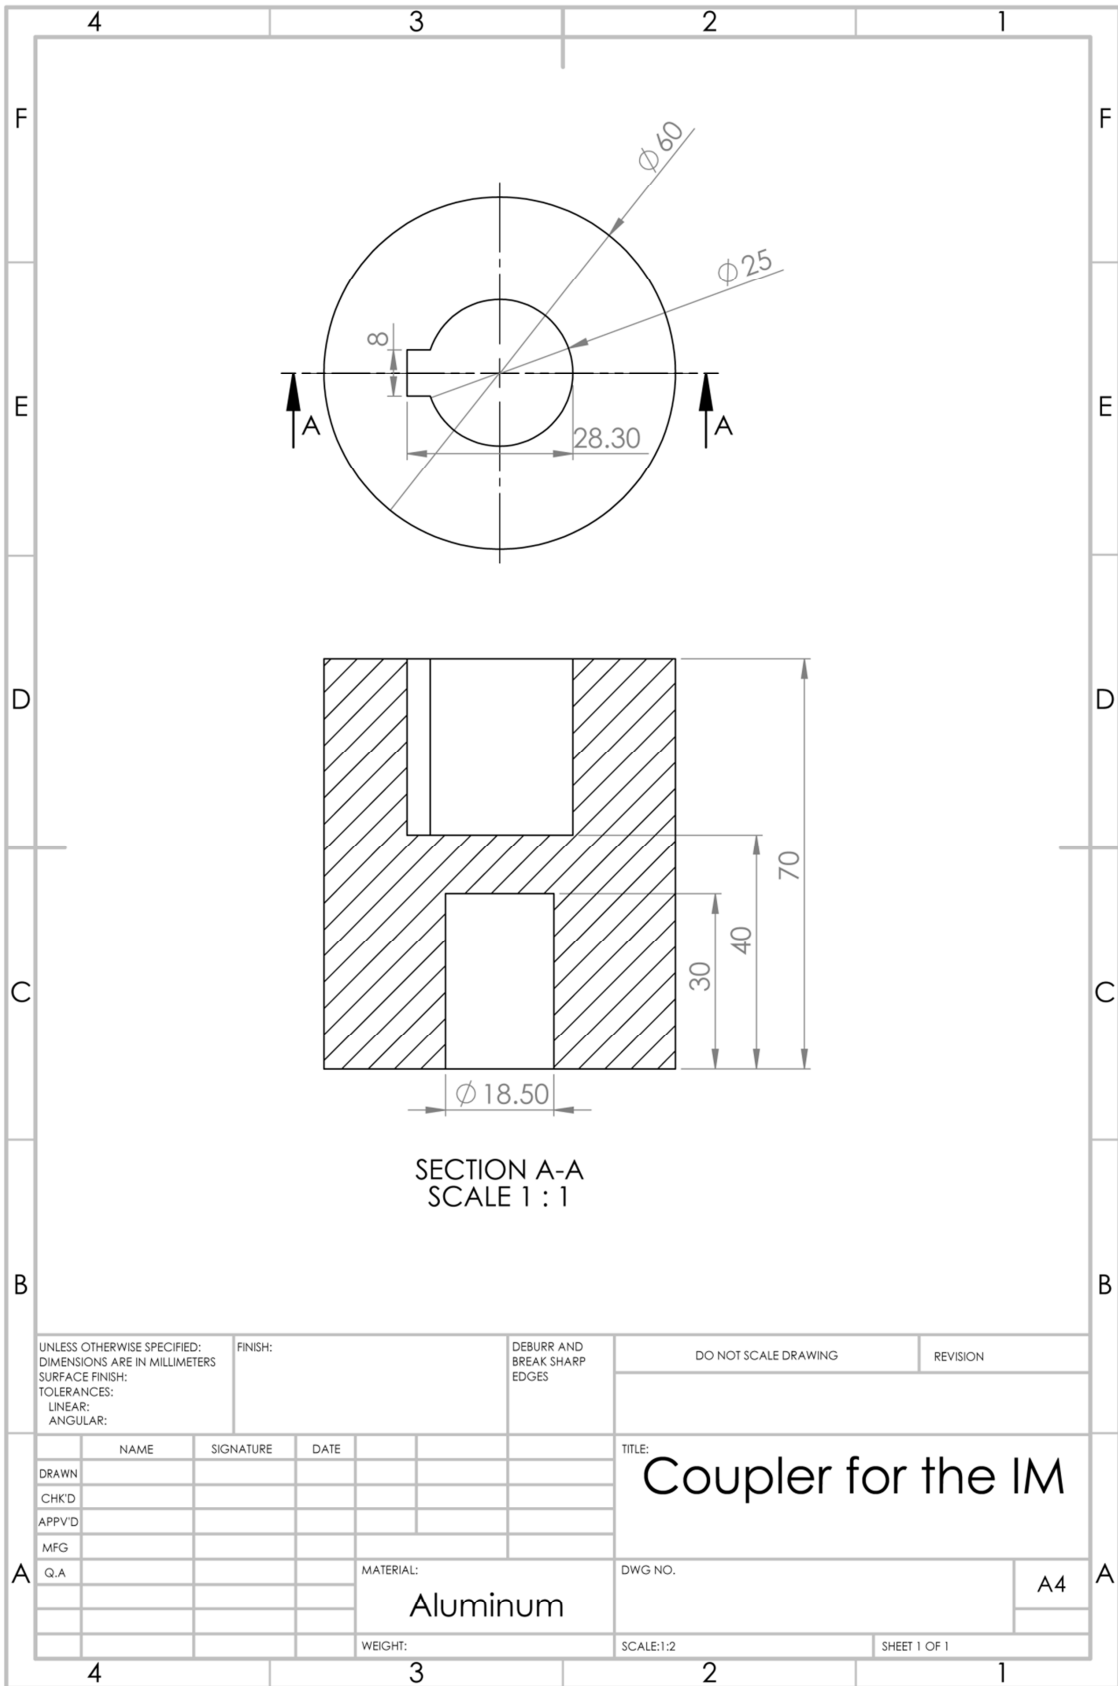 4 3 2 1
F F
∅60
∅25
8
E E
A A
28.30
D D
70
40
30
C C
∅18.50
SECTION A-A
SCALE 1 : 1
B B
UNLESS OTHERWISE SPECIFIED:
DIMENSIONS ARE IN MILLIMETERS
SURFACE FINISH:
TOLERANCES:
LINEAR:
ANGULAR:
FINISH:
DEBURR AND
BREAK SHARP
EDGES
DO NOT SCALE DRAWING
REVISION
NAME SIGNATURE DATE
DRAWN
CHK'D
APPV'D
MFG
Q.A
TITLE:
Coupler for the IM
MATERIAL:
Aluminum
DWG NO.
A4
A A
WEIGHT:
SCALE:1:2
SHEET 1 OF 1
4 3 2 1